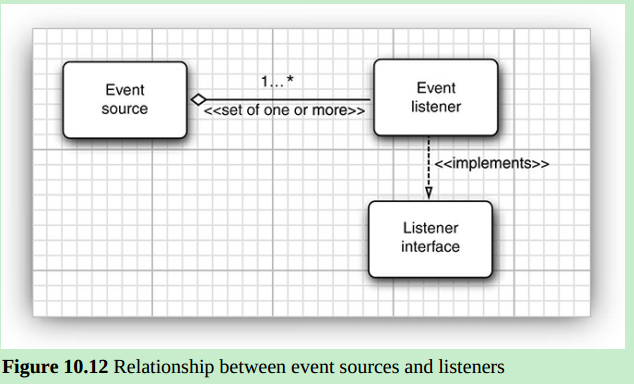 Event
source
1...*
<<set of one or more>>
Event
listener
<<implements>>
Listener
interface
Figure 10.12 Relationship between event sources and listeners